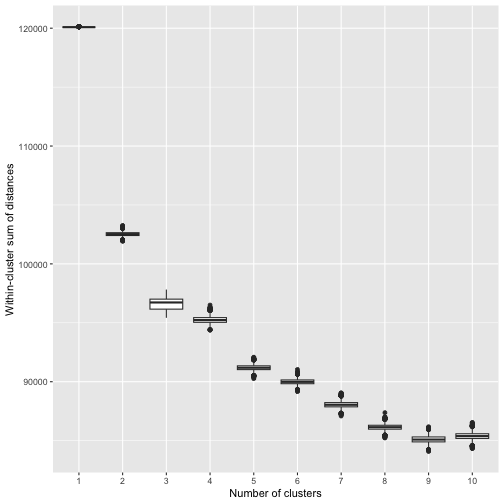 Within-cluster sum of distances
120000
110000
100000
90000
1 2 3 4 5 6 7 8 9 10
Number of clusters